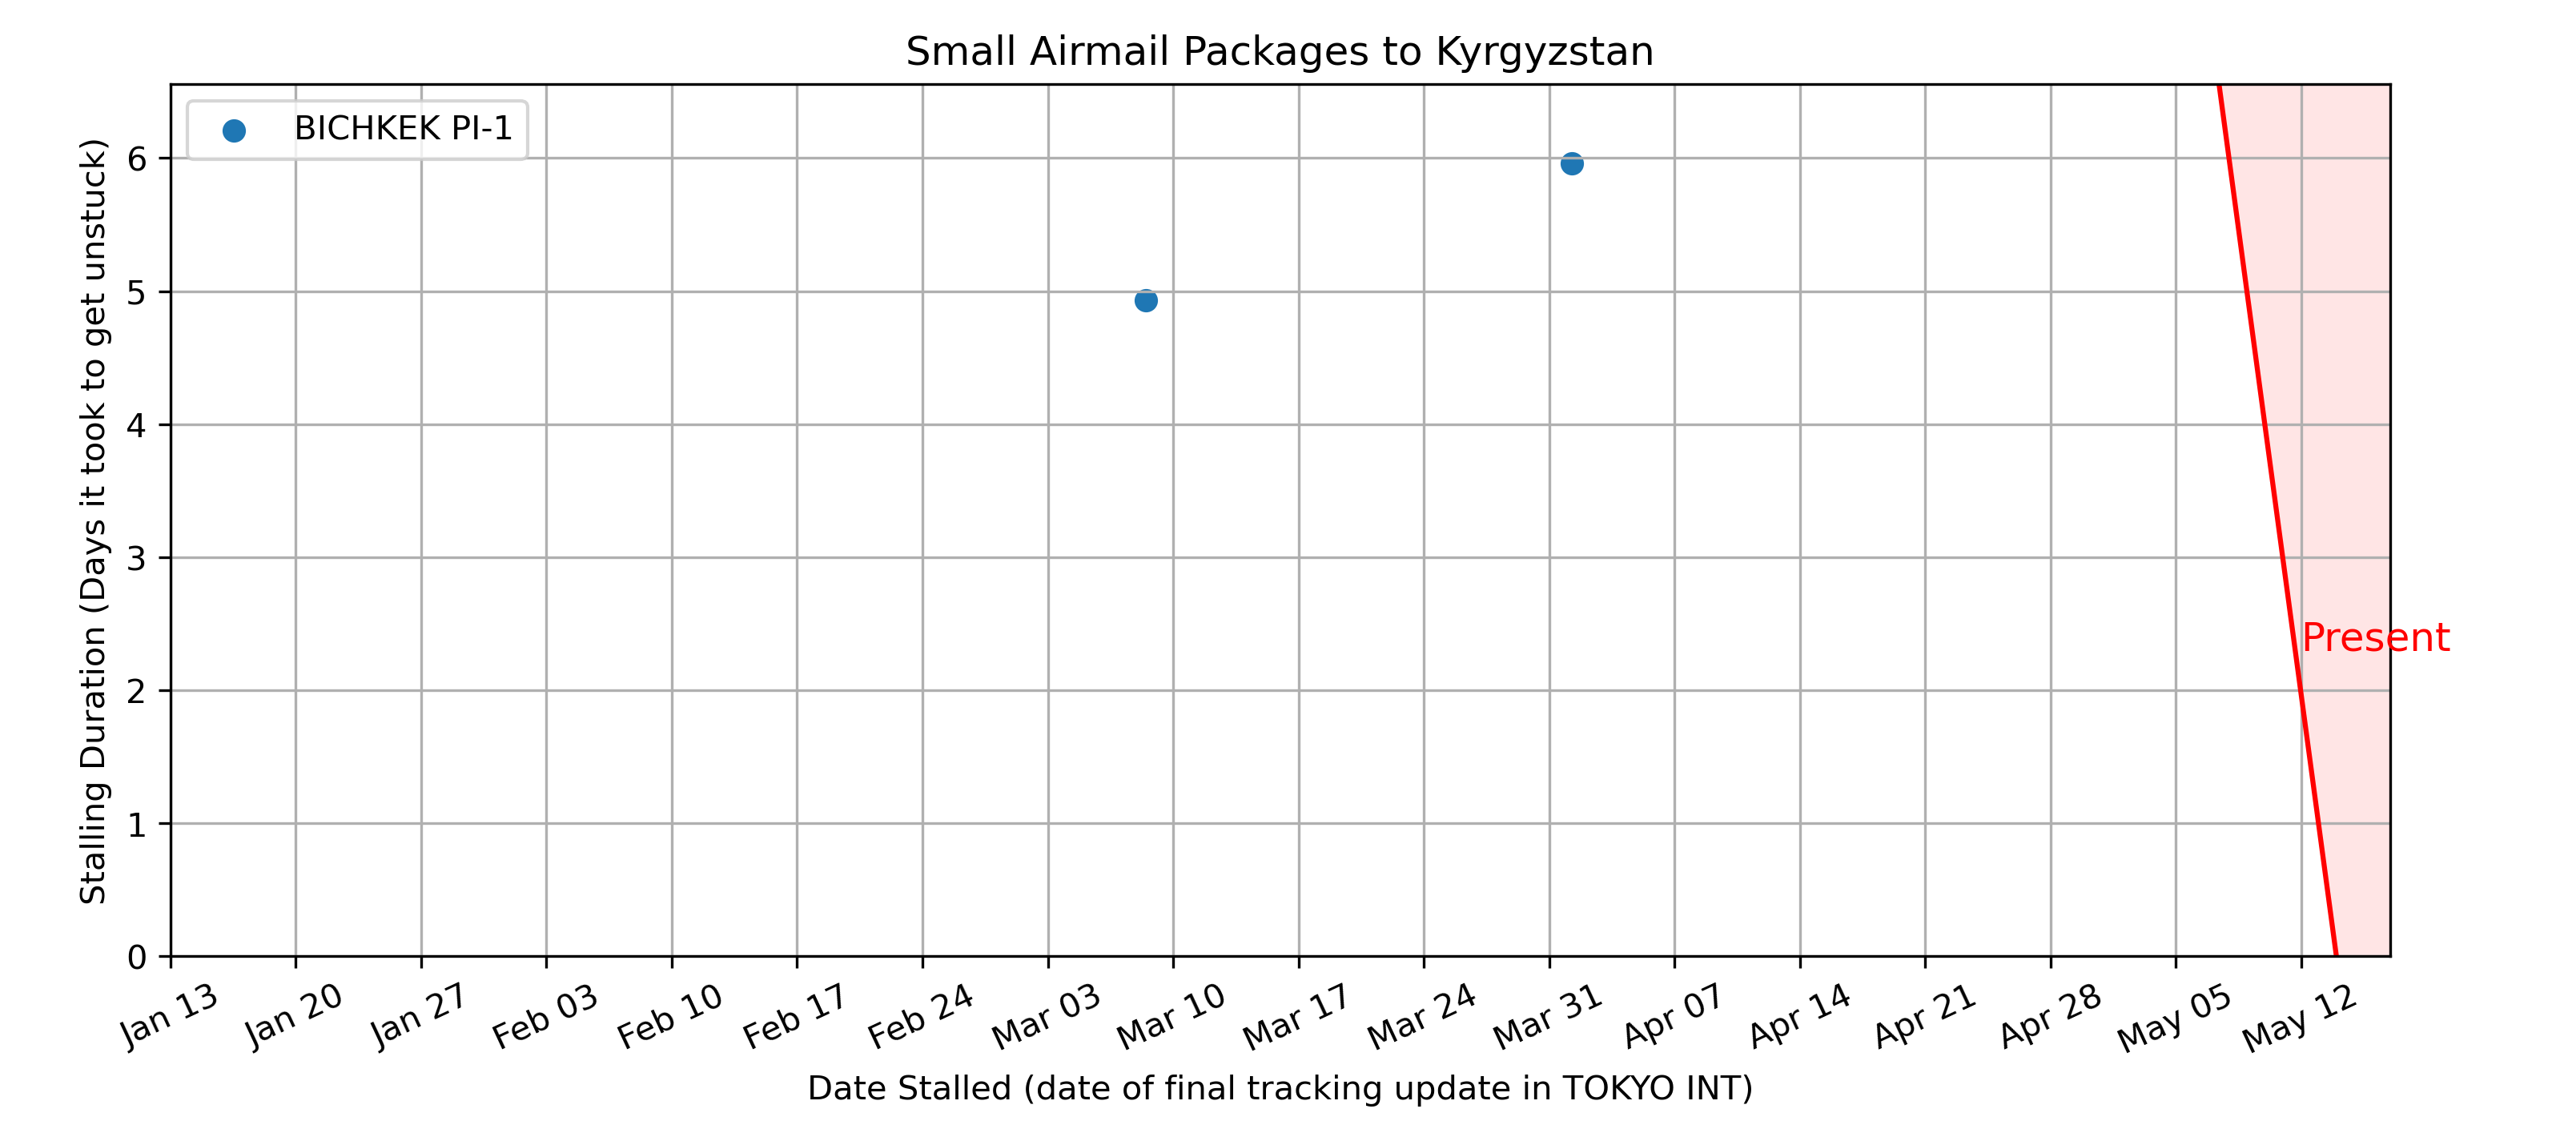 Small Airmail Packages to Kyrgyzstan
BICHKEK PI-1
Stalling Duration (Days it took to get unstuck)
6
5
4
3
2
1
0
Present
Jan 13
Jan 20
Jan 27
Feb 03
Feb 10
Feb 17
Feb 24
Mar 03
Mar 10
Mar 17
Mar 24
Mar 31
Apr 07
Apr 14
Apr 21
Apr 28
May 05
May 12
Date Stalled (date of final tracking update in TOKYO INT)